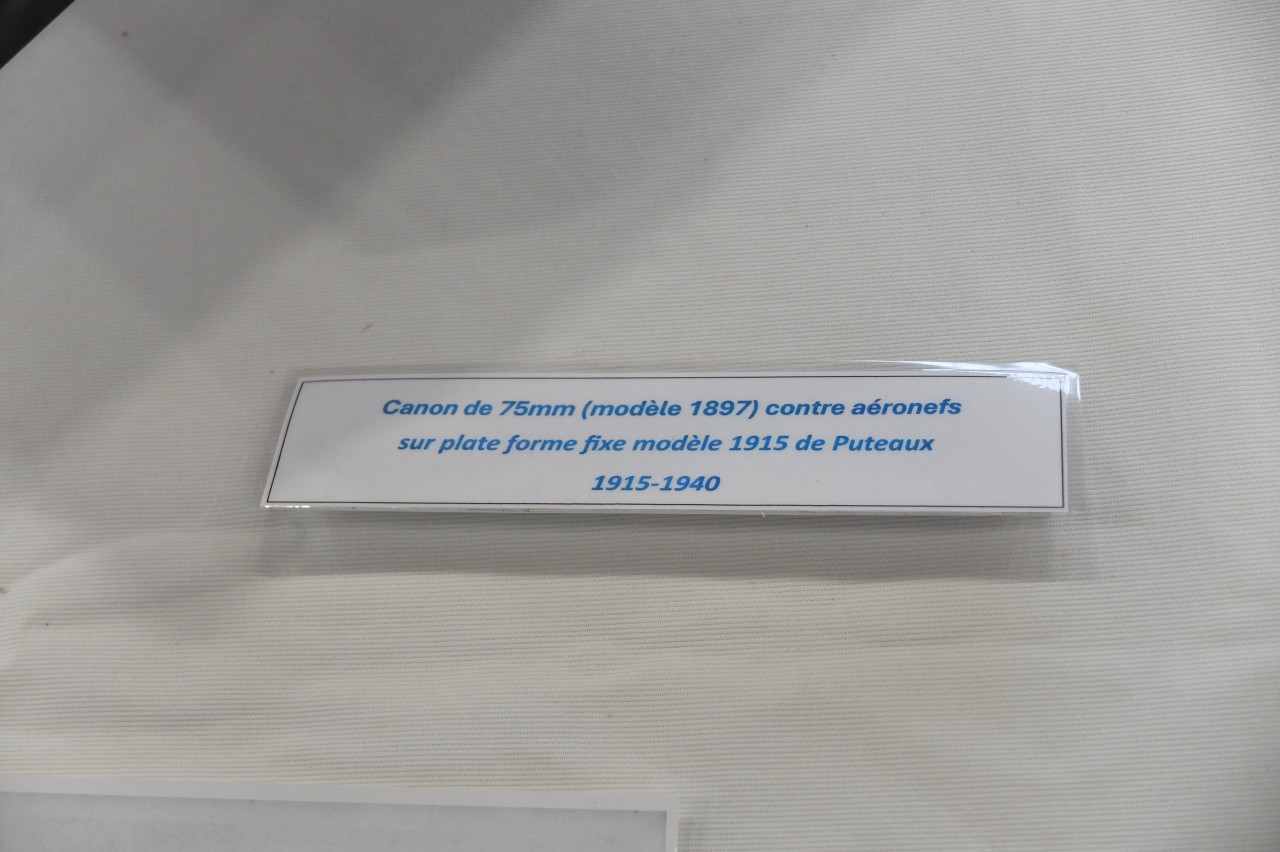 Canon de 75mm (modèle 1897) contre aéronefs
sur plate forme fixe modèle 1915 de Puteaux
1915-1940